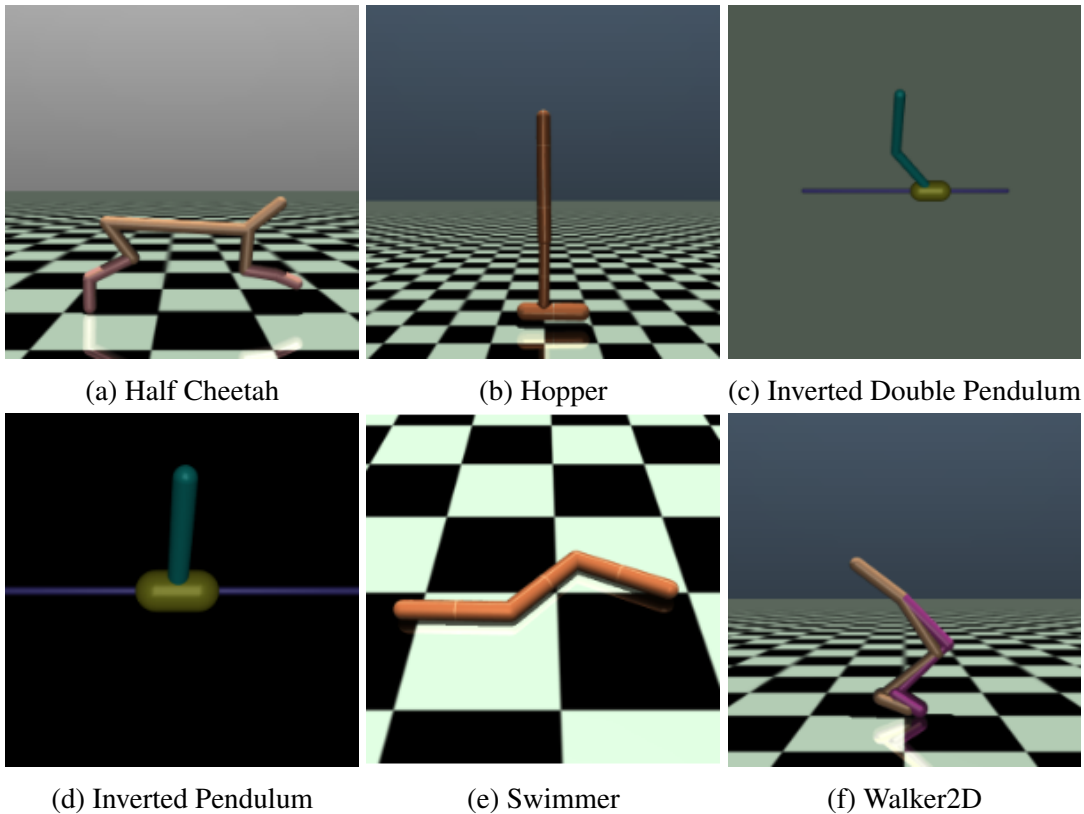 (a) Half Cheetah
(b) Hopper
(c) Inverted Double Pendulum
(d) Inverted Pendulum
(e) Swimmer
(f) Walker2D